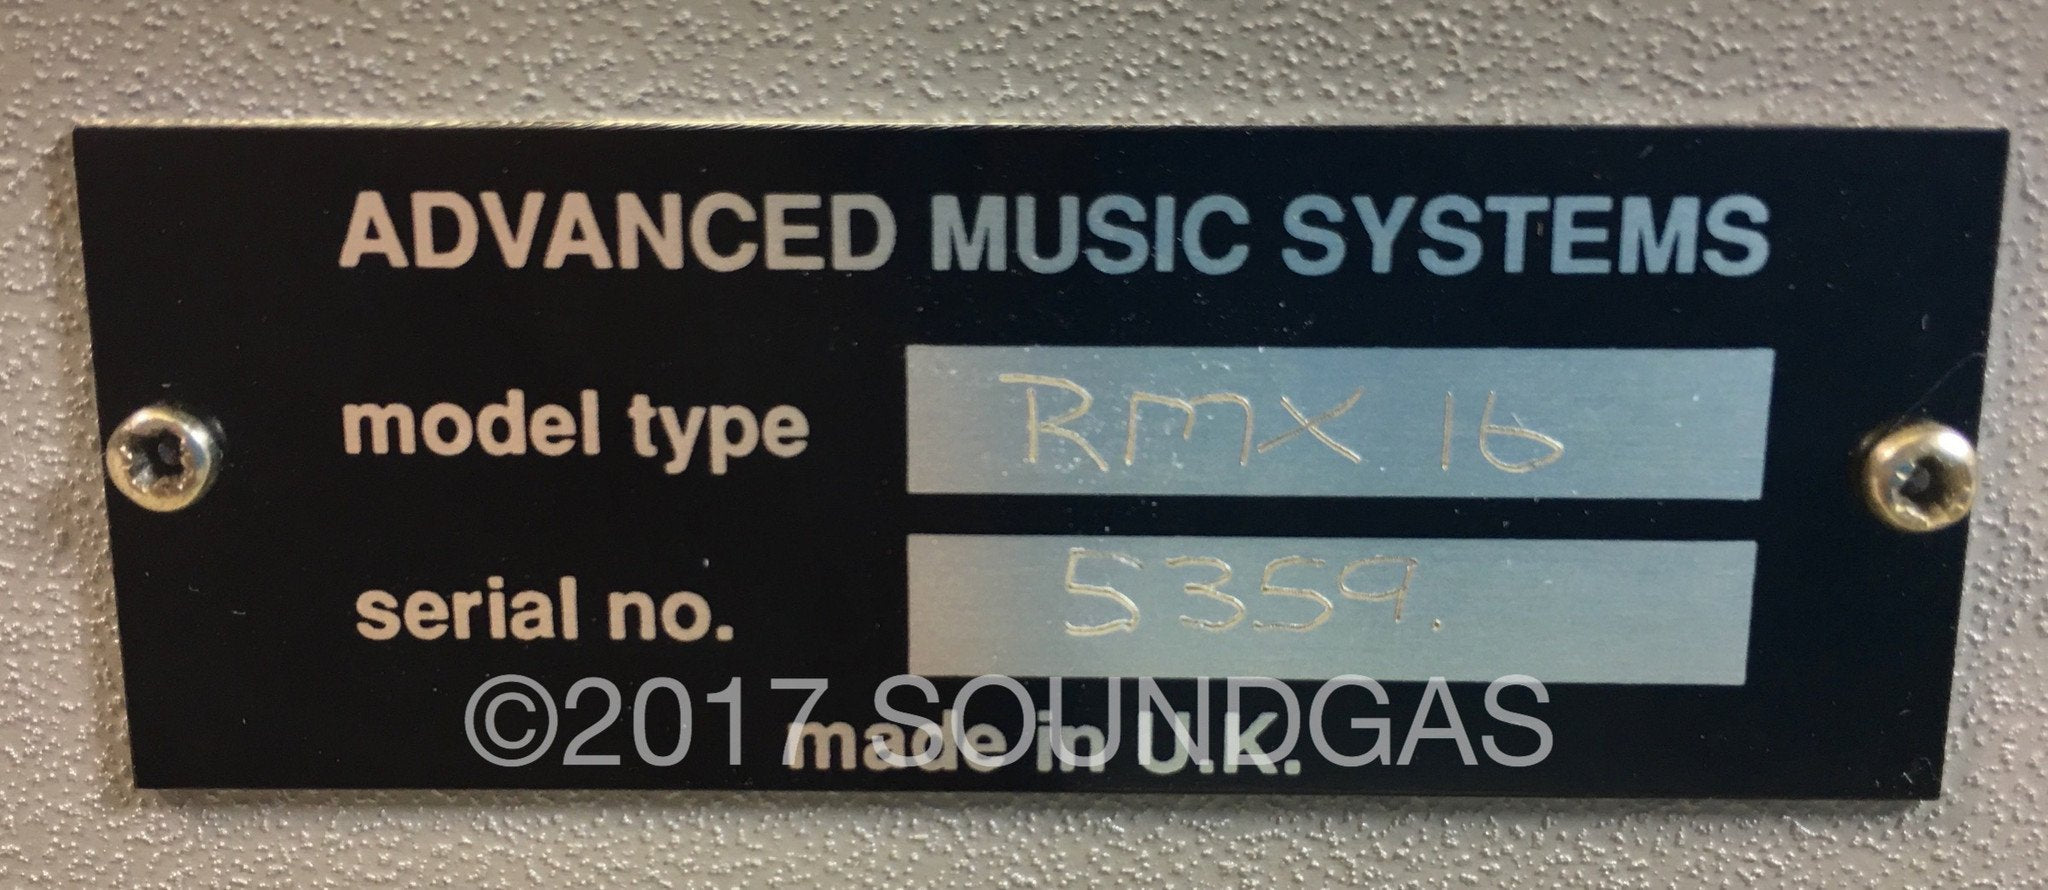 ADVANCED MUSIC SYSTEMS
model type RMX 16
serial no. 5359.
©2017 SOUNDGAS
made in U.K.